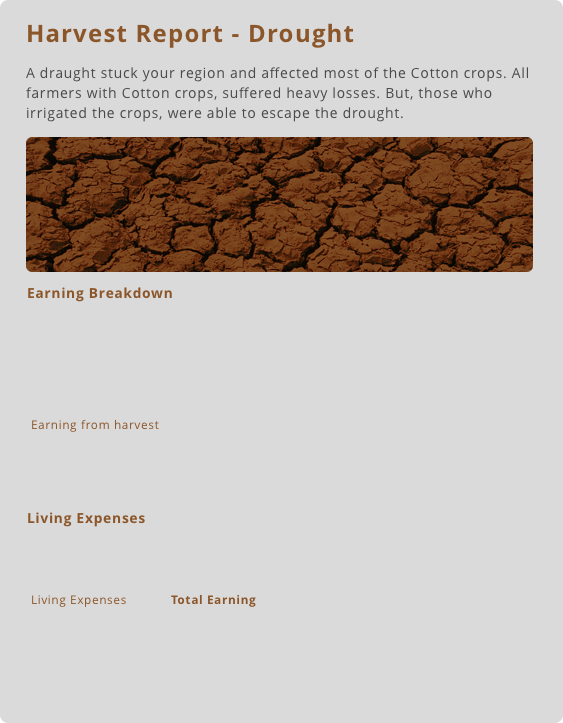 Harvest Report - Drought
A draught stuck your region and affected most of the Cotton crops. All
farmers with Cotton crops, suffered heavy losses. But, those who
irrigated the crops, were able to escape the drought.
Earning Breakdown
Earning from harvest
Living Expenses
Living Expenses Total Earning